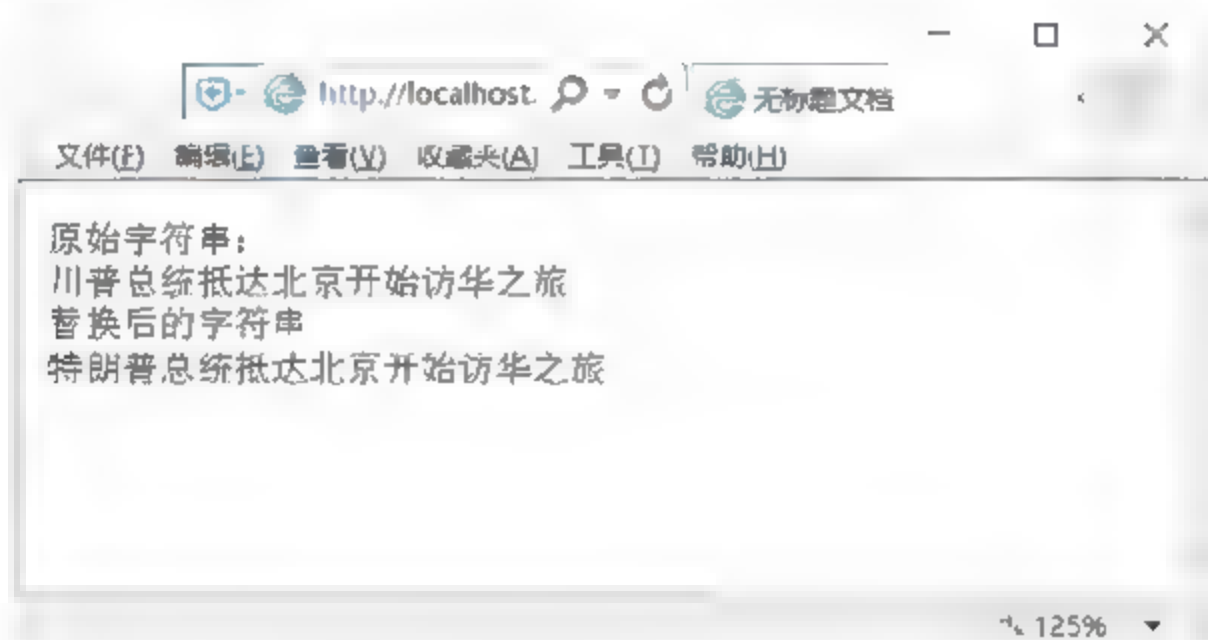 http://localhost. 无标题文档
文件(F) 编辑(E) 查看(V) 收藏夹(A) 工具(T) 帮助(H)
原始字符串:
川普总统抵达北京开始访华之旅
替换后的字符串
特朗普总统抵达北京开始访华之旅
125%